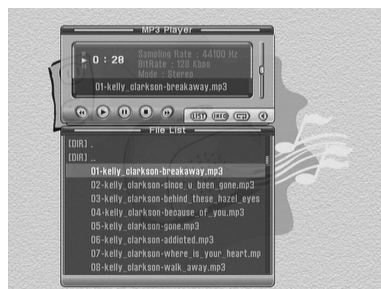 MP3 Player
0 : 28
Sampling Rate : 44100 Hz
BitRate : 128 Kbps
Mode : Stereo
01-kelly_clarkson-breakaway.mp3
LIST INFO
File List
[DIR] .
[DIR] ..
01-kelly_clarkson-breakaway.mp3
02-kelly_clarkson-since_u_been_gone.mp3
03-kelly_clarkson-behind_these_hazel_eyes
04-kelly_clarkson-because_of_you.mp3
05-kelly_clarkson-gone.mp3
06-kelly_clarkson-addicted.mp3
07-kelly_clarkson-where_is_your_heart.mp
08-kelly_clarkson-walk_away.mp3